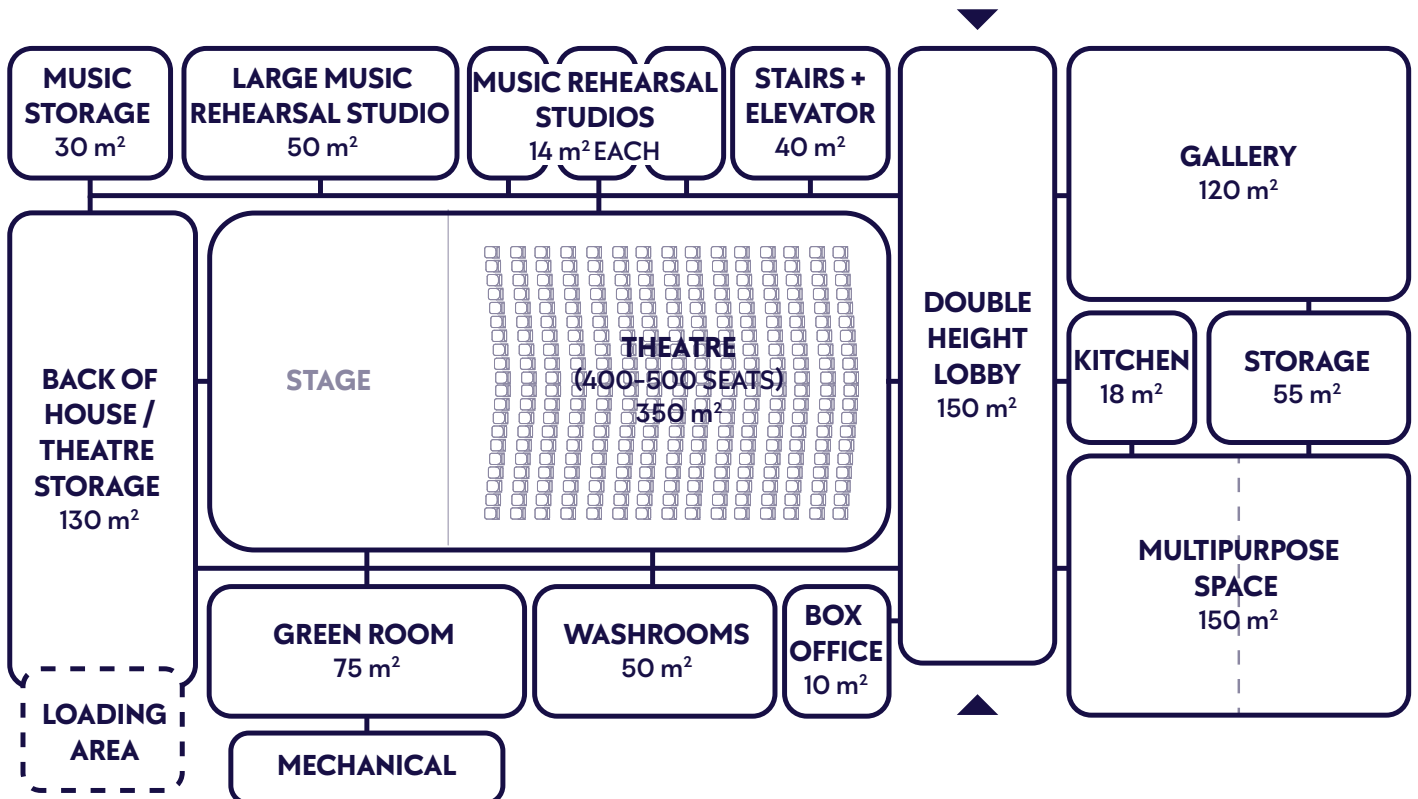 MUSIC
STORAGE
30 m²
LARGE MUSIC
REHEARSAL STUDIO
50 m²
MUSIC REHEARSAL
STUDIOS
14 m² EACH
STAIRS +
ELEVATOR
40 m²
DOUBLE
HEIGHT
LOBBY
150 m²
GALLERY
120 m²
BACK OF
HOUSE /
THEATRE
STORAGE
130 m²
STAGE
THEATRE
(400-500 SEATS)
350 m²
KITCHEN
18 m²
STORAGE
55 m²
MULTIPURPOSE
SPACE
150 m²
GREEN ROOM
75 m²
WASHROOMS
50 m²
BOX
OFFICE
10 m²
LOADING
AREA
MECHANICAL